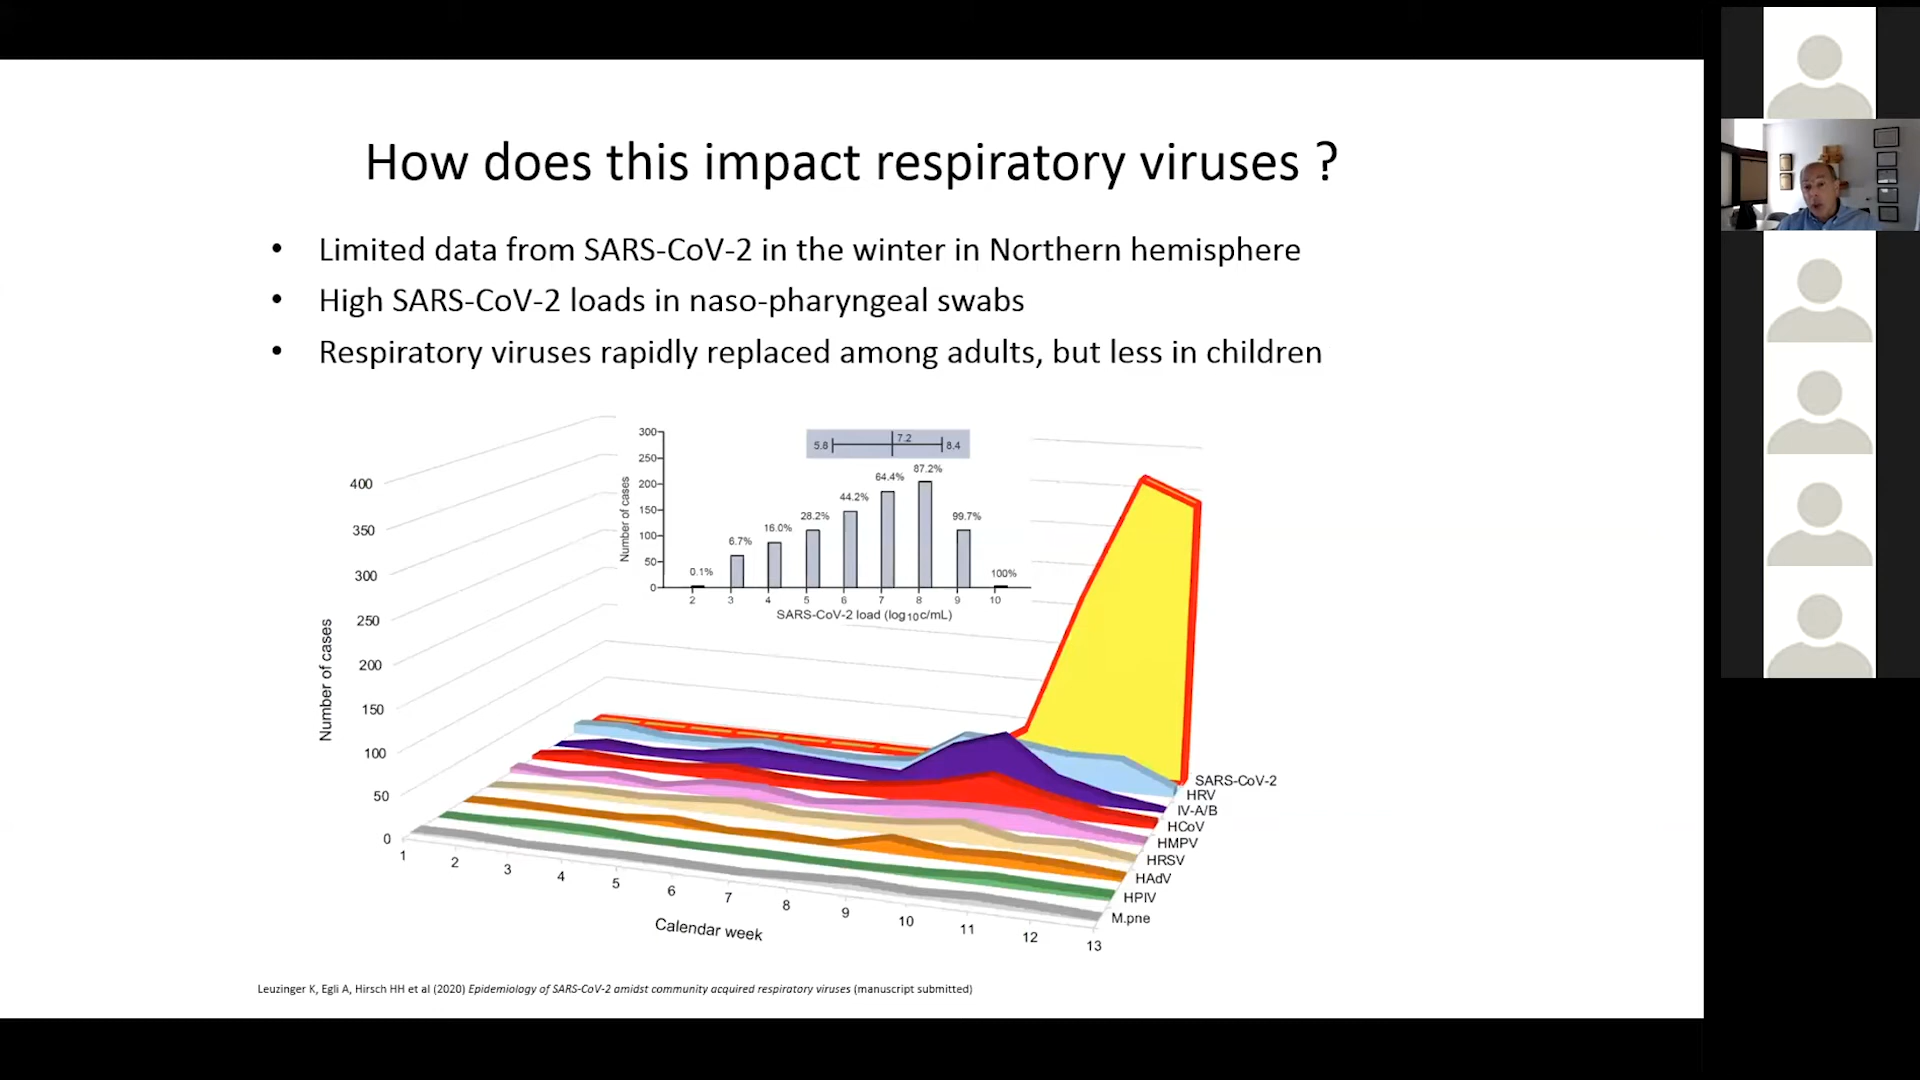 How does this impact respiratory viruses ?
• Limited data from SARS-CoV-2 in the winter in Northern hemisphere
• High SARS-CoV-2 loads in naso-pharyngeal swabs
• Respiratory viruses rapidly replaced among adults, but less in children
Number of cases
400
350
300
250
200
150
100
50
0
Number of cases
300
250
200
150
100
50
0
5.8 7.2 8.4
0.1%
6.7%
16.0%
28.2%
44.2%
64.4%
87.2%
99.7%
100%
2 3 4 5 6 7 8 9 10
SARS-CoV-2 load (log10c/mL)
SARS-CoV-2
HRV
IV-A/B
HCoV
HMPV
HRSV
HAdV
HPIV
M.pne
1 2 3 4 5 6 7 8 9 10 11 12 13
Calendar week
Leuzinger K, Egli A, Hirsch HH et al (2020) Epidemiology of SARS-CoV-2 amidst community acquired respiratory viruses (manuscript submitted)